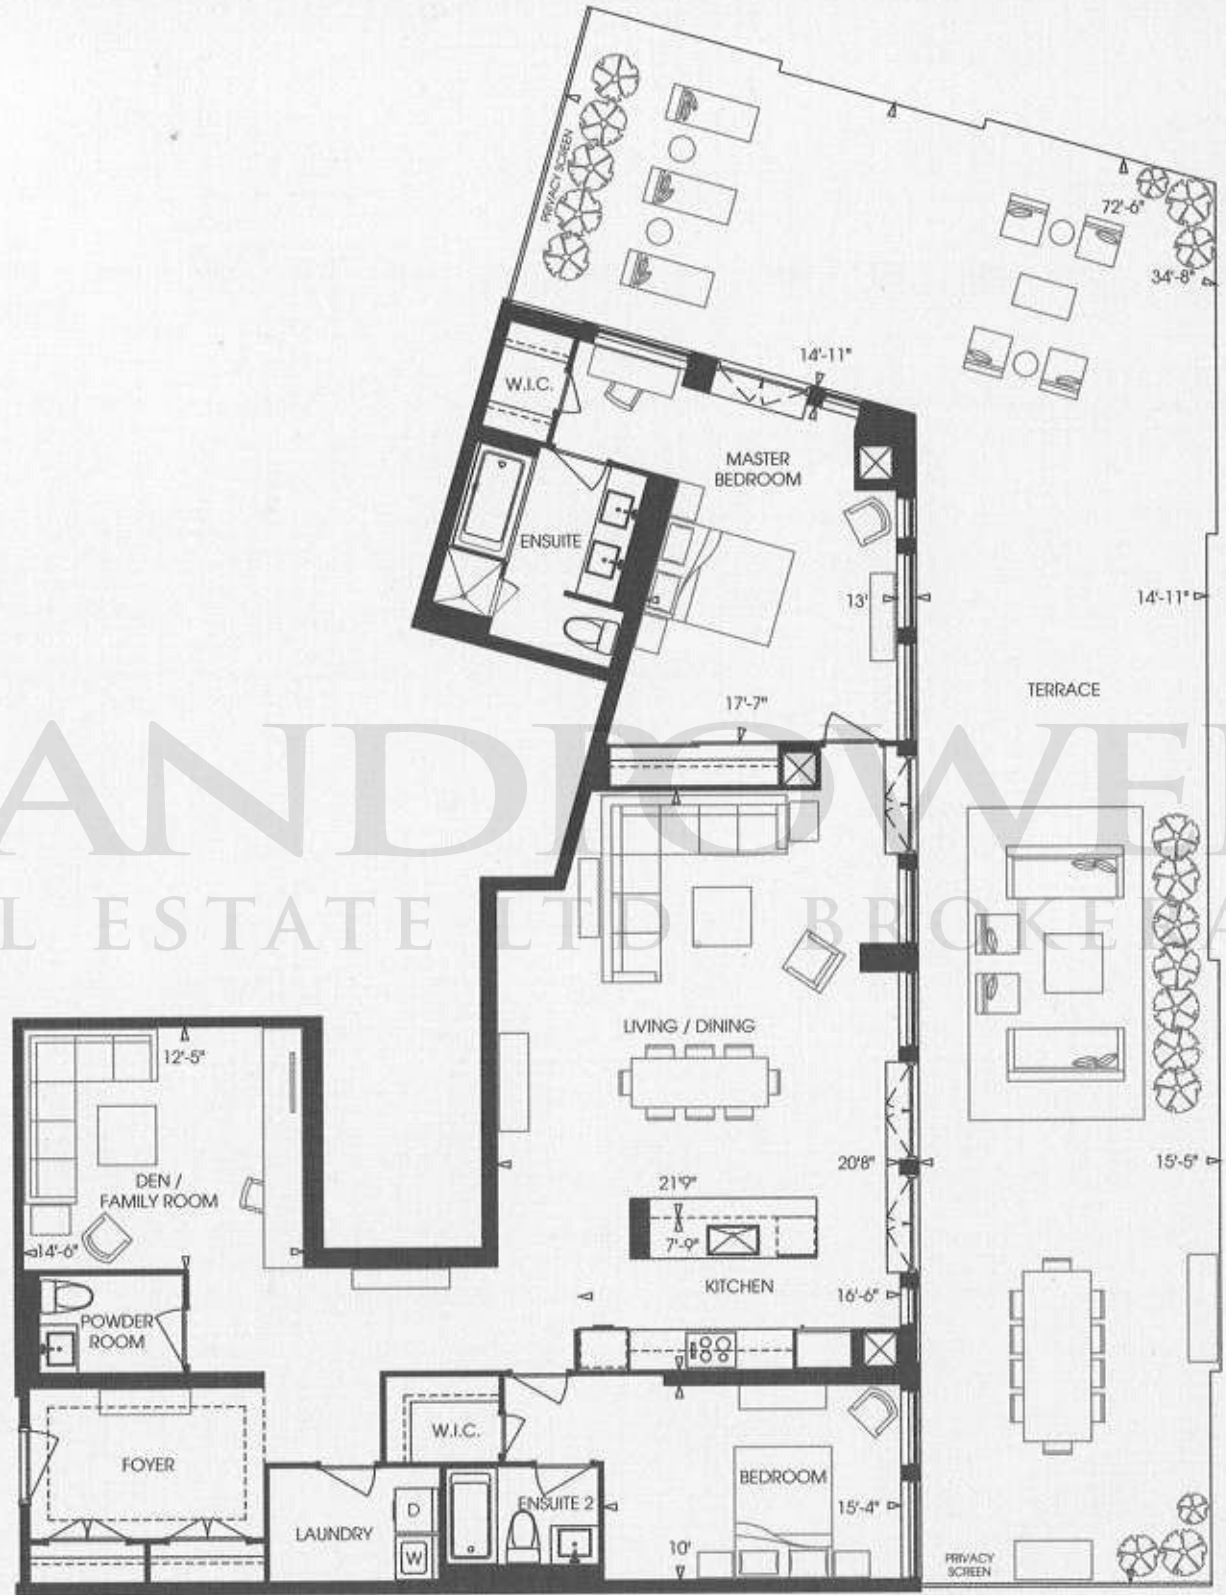 PRIVACY SCREEN
72'-6"
34'-8"
14'-11"
W.I.C.
MASTER
BEDROOM
ENSUITE
13'
14'-11"
TERRACE
17'-7"
ANDPOWE
L ESTATE LTD BROKERA
LIVING / DINING
12'-5"
20'8"
15'-5"
DEN /
FAMILY ROOM
21'9"
14'-6"
7'-9"
KITCHEN
16'-6"
POWDER
ROOM
W.I.C.
FOYER
BEDROOM
D
ENSUITE 2
15'-4"
LAUNDRY
W
10'
PRIVACY
SCREEN